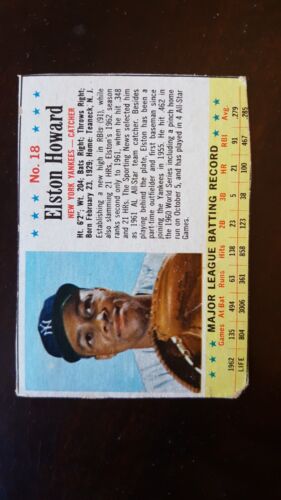 No. 18
Elston Howard
NEW YORK YANKEES — CATCHER
Ht. 6'2"; Wt. 204; Bats Right; Throws Right;
Born February 23, 1929; Home: Teaneck, N. J.
Establishing a new high in RBIs (91), while
also slamming 21 HRs, Elston's 1962 season
ranks second only to 1961, when he hit .348
and 21 HRs. The Sporting News selected him
as 1961 AL All-Star team catcher. Besides
playing behind the plate, Elston has been a
part-time outfielder and first baseman since
joining the Yankees in 1955. He hit .462 in
the 1960 World Series including a pinch home
run on October 5, and has played in 4 All-Star
Games.
NY
MAJOR LEAGUE BATTING RECORD
Games At Bat Runs Hits 2B 3B HR RBI Avg.
1962 135 494 63 138 23 5 21 91 .279
LIFE 804 3006 361 858 123 38 100 467 .285